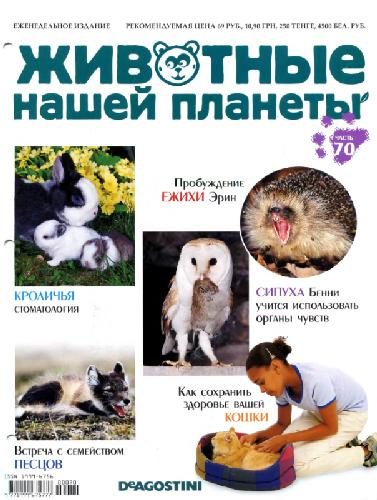 ЕЖЕНЕДЕЛЬНОЕ ИЗДАНИЕ РЕКОМЕНДУЕМАЯ ЦЕНА 69 РУБ., 10,90 ГРН, 250 ТЕНГЕ, 4500 БЕЛ. РУБ.
ЖИВОТНЫЕ
НАШЕЙ ПЛАНЕТЫ
ЧАСТЬ
70
Пробуждение
ЕЖИХИ Эрин
КРОЛИЧЬЯ
СТОМАТОЛОГИЯ
СИПУХА Бенни
учится использовать
органы чувств
Как сохранить
здоровье вашей
КОШКИ
Встреча с семейством
ПЕСЦОВ
00070
DeAGOSTINI